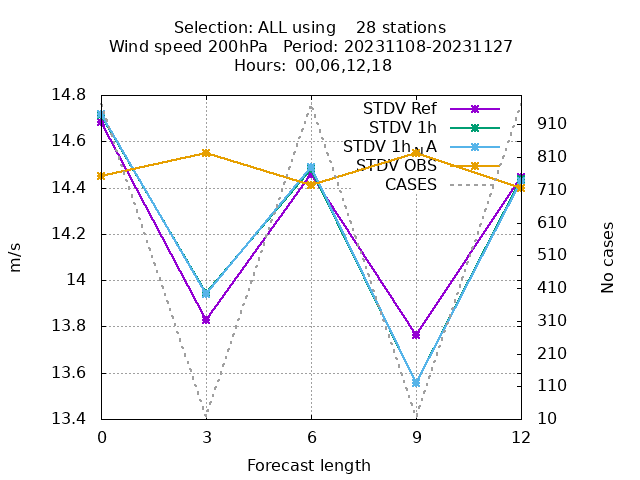 Selection: ALL using    28 stations
Wind speed 200hPa   Period: 20231108-20231127
Hours: 00,06,12,18
14.8
14.6
14.4
14.2
14
13.8
13.6
13.4
m/s
STDV Ref
STDV 1h
STDV 1h A
STDV OBS
CASES
910
810
710
610
510
410
310
210
110
10
No cases
0 3 6 9 12
Forecast length